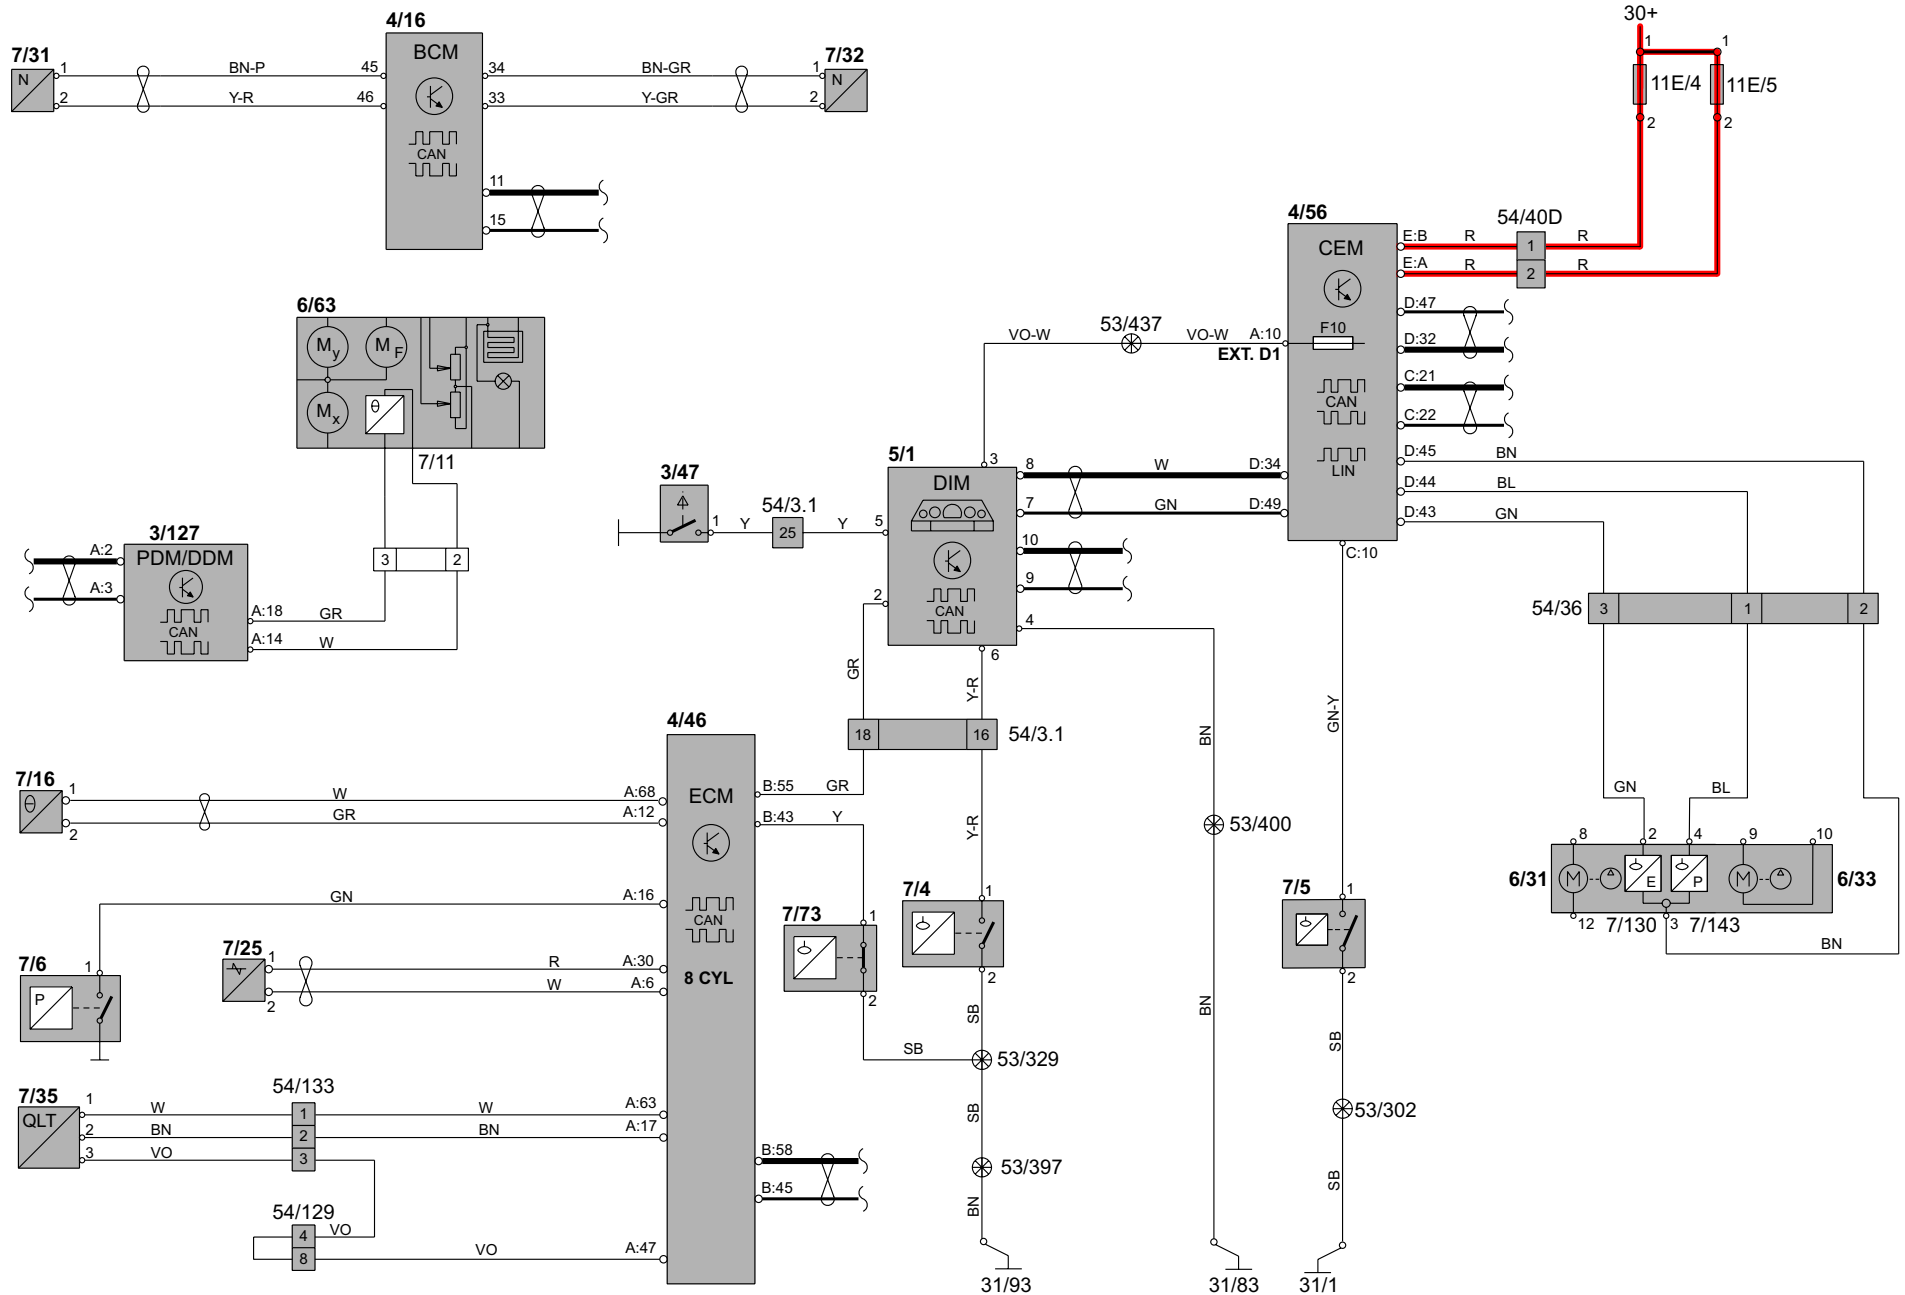 30+
4/16
7/31
7/32
BCM
N
1
2
BN-P
Y-R
45
46
34
33
BN-GR
Y-GR
1
2
N
CAN
11
15
1
1
11E/4
11E/5
2
2
4/56
CEM
54/40D
E:B
R
1
R
E:A
R
2
R
D:47
D:32
C:21
C:22
D:45
BN
D:44
BL
D:43
GN
F10
CAN
LIN
VO-W
53/437
VO-W
A:10
EXT. D1
C:10
6/63
My
MF
Mx
θ
7/11
3
2
3/127
PDM/DDM
A:2
A:3
CAN
A:18
GR
A:14
W
3/47
1
Y
54/3.1
25
Y
5/1
DIM
3
5
2
CAN
8
W
D:34
7
GN
D:49
10
9
4
6
GR
Y-R
18
16
54/3.1
BN
GN-Y
54/36
3
1
2
4/46
ECM
7/16
θ
1
2
W
GR
A:68
A:12
B:55
GR
B:43
Y
Y-R
53/400
GN
BL
GN
A:16
CAN
8 CYL
7/6
1
P
7/25
1
2
R
W
A:30
A:6
7/73
1
2
7/4
1
2
7/5
1
2
6/31
6/33
8
2
4
9
10
M
E
P
M
12
7/130
3
7/143
BN
SB
BN
SB
SB
53/329
7/35
QLT
1
2
3
W
BN
VO
54/133
1
2
3
W
BN
A:63
A:17
SB
53/302
B:58
B:45
53/397
SB
54/129
4
8
VO
VO
A:47
BN
31/93
31/83
31/1